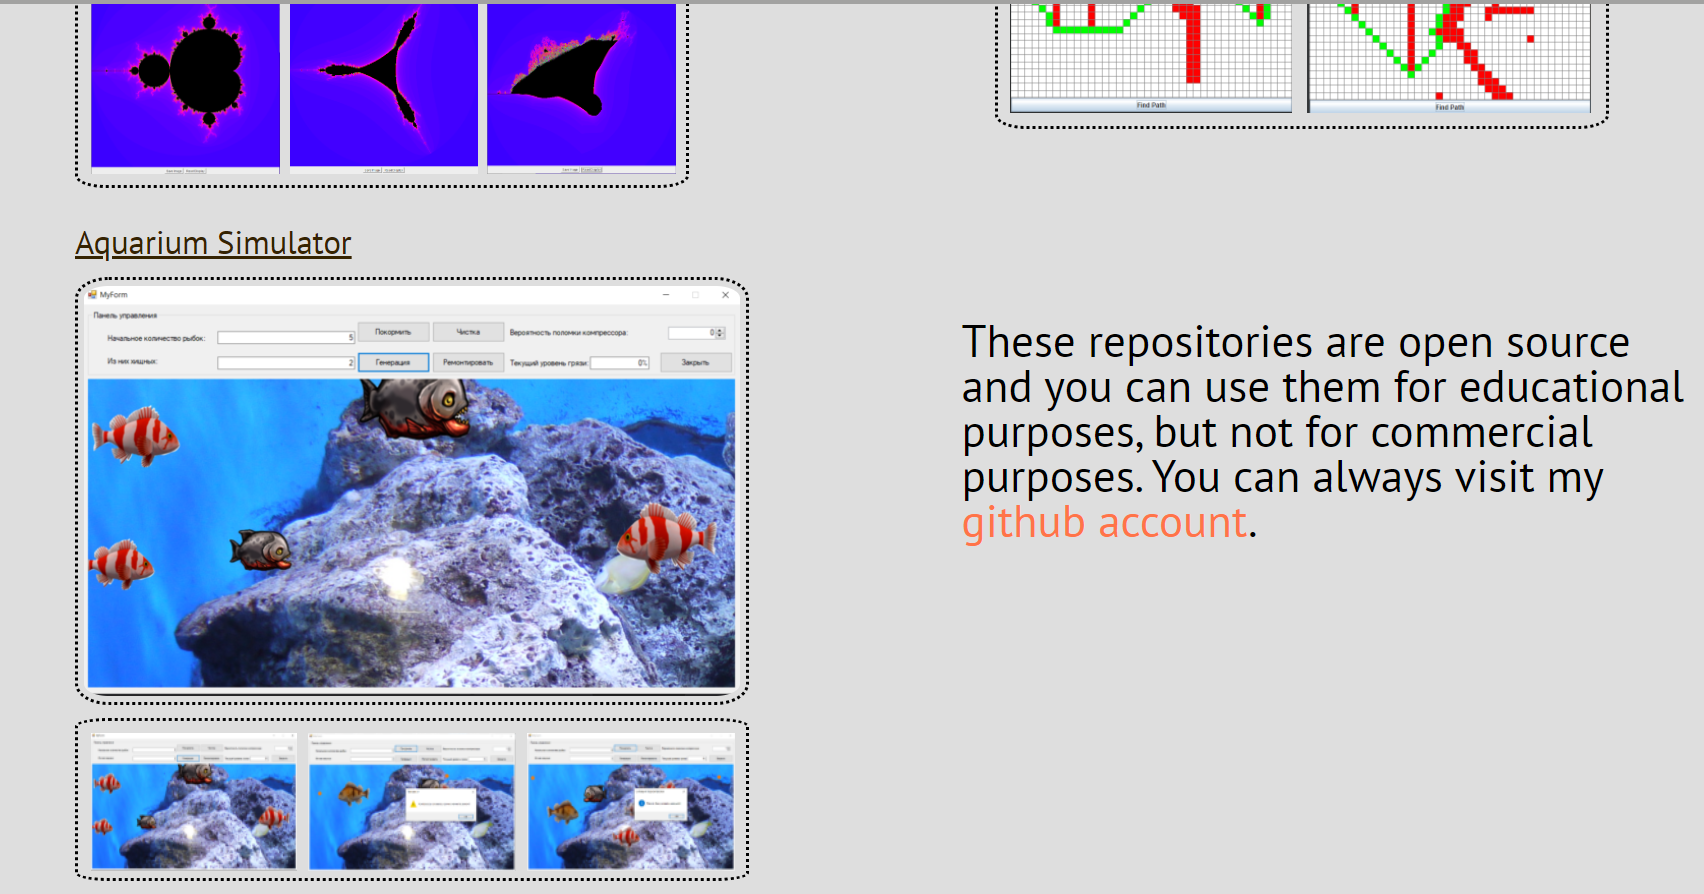 Find Path
Find Path
Aquarium Simulator
MyForm
Панель управления
Начальное количество рыбок:
5
Покормить
Чистка
Вероятность поломки компрессора:
0
Из них хищных:
2
Генерация
Ремонтировать
Текущий уровень грязи:
0%
Закрыть
These repositories are open source
and you can use them for educational
purposes, but not for commercial
purposes. You can always visit my
github account.